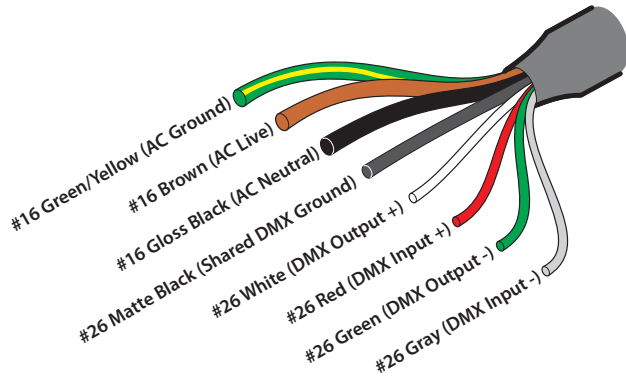 #16 Green/Yellow (AC Ground)
#16 Brown (AC Live)
#16 Gloss Black (AC Neutral)
#26 Matte Black (Shared DMX Ground)
#26 White (DMX Output +)
#26 Red (DMX Input +)
#26 Green (DMX Output -)
#26 Gray (DMX Input -)